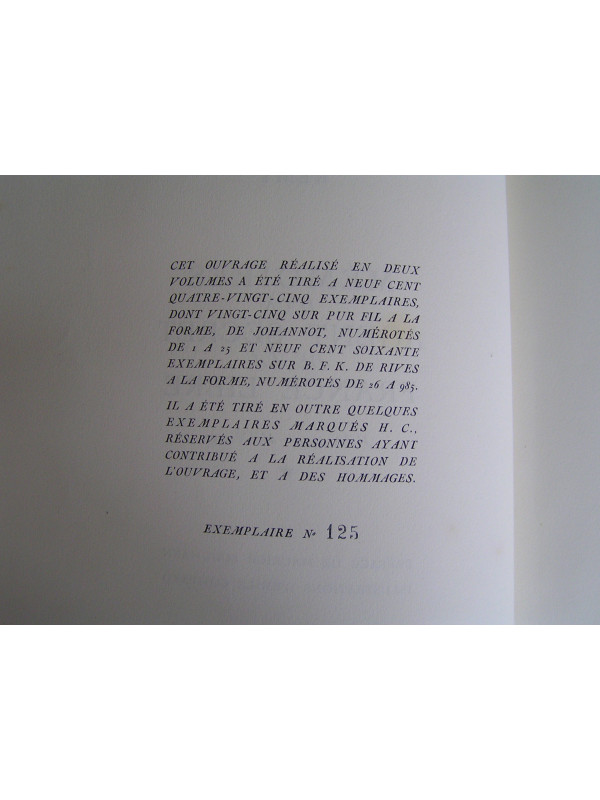 CET OUVRAGE RÉALISÉ EN DEUX
VOLUMES A ÉTÉ TIRÉ A NEUF CENT
QUATRE-VINGT-CINQ EXEMPLAIRES,
DONT VINGT-CINQ SUR PUR FIL A LA
FORME, DE JOHANNOT, NUMÉROTÉS
DE 1 A 25 ET NEUF CENT SOIXANTE
EXEMPLAIRES SUR B. F. K. DE RIVES
A LA FORME, NUMÉROTÉS DE 26 A 985.
IL A ÉTÉ TIRÉ EN OUTRE QUELQUES
EXEMPLAIRES MARQUÉS H. C.,
RÉSERVÉS AUX PERSONNES AYANT
CONTRIBUÉ A LA RÉALISATION DE
L'OUVRAGE, ET A DES HOMMAGES.
EXEMPLAIRE Nº 125